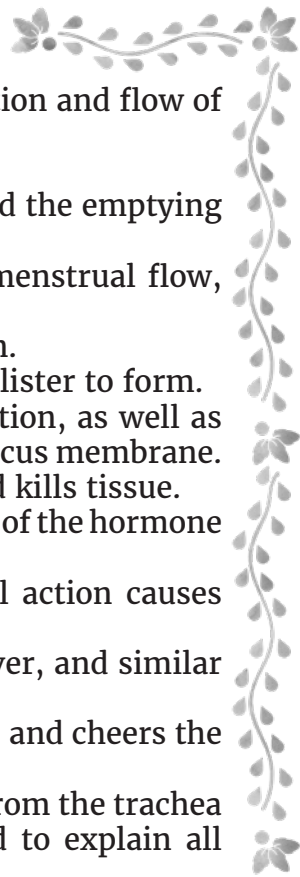 tion and flow of
d the emptying
menstrual flow,
n.
lister to form.
tion, as well as
cus membrane.
d kills tissue.
of the hormone
l action causes
ver, and similar
and cheers the
rom the trachea
d to explain all